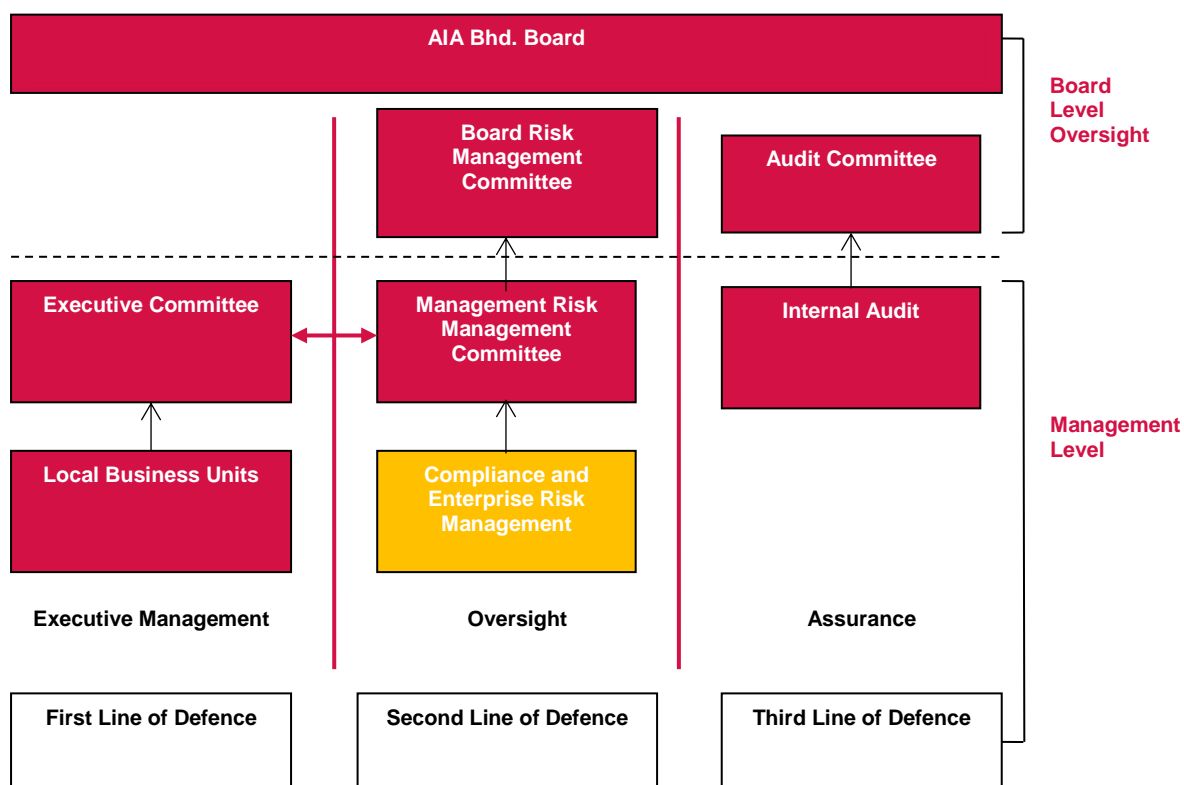 AIA Bhd. Board
Board
Level
Oversight
Board Risk
Management
Committee
Audit Committee
Executive Committee
Management Risk
Management
Committee
Internal Audit
Management
Level
Local Business Units
Compliance and
Enterprise Risk
Management
Executive Management
Oversight
Assurance
First Line of Defence
Second Line of Defence
Third Line of Defence